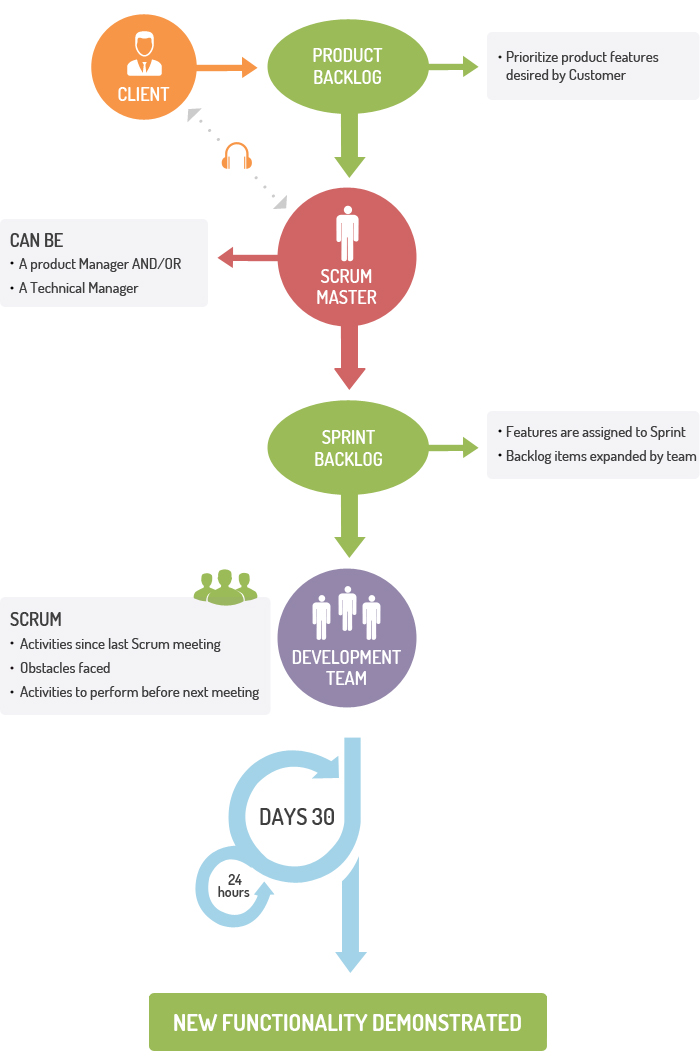 CLIENT
PRODUCT
BACKLOG
• Prioritize product features
desired by Customer
CAN BE
• A product Manager AND/OR
• A Technical Manager
SCRUM
MASTER
SPRINT
BACKLOG
• Features are assigned to Sprint
• Backlog items expanded by team
SCRUM
• Activities since last Scrum meeting
• Obstacles faced
• Activities to perform before next meeting
DEVELOPMENT
TEAM
DAYS 30
24
hours
NEW FUNCTIONALITY DEMONSTRATED